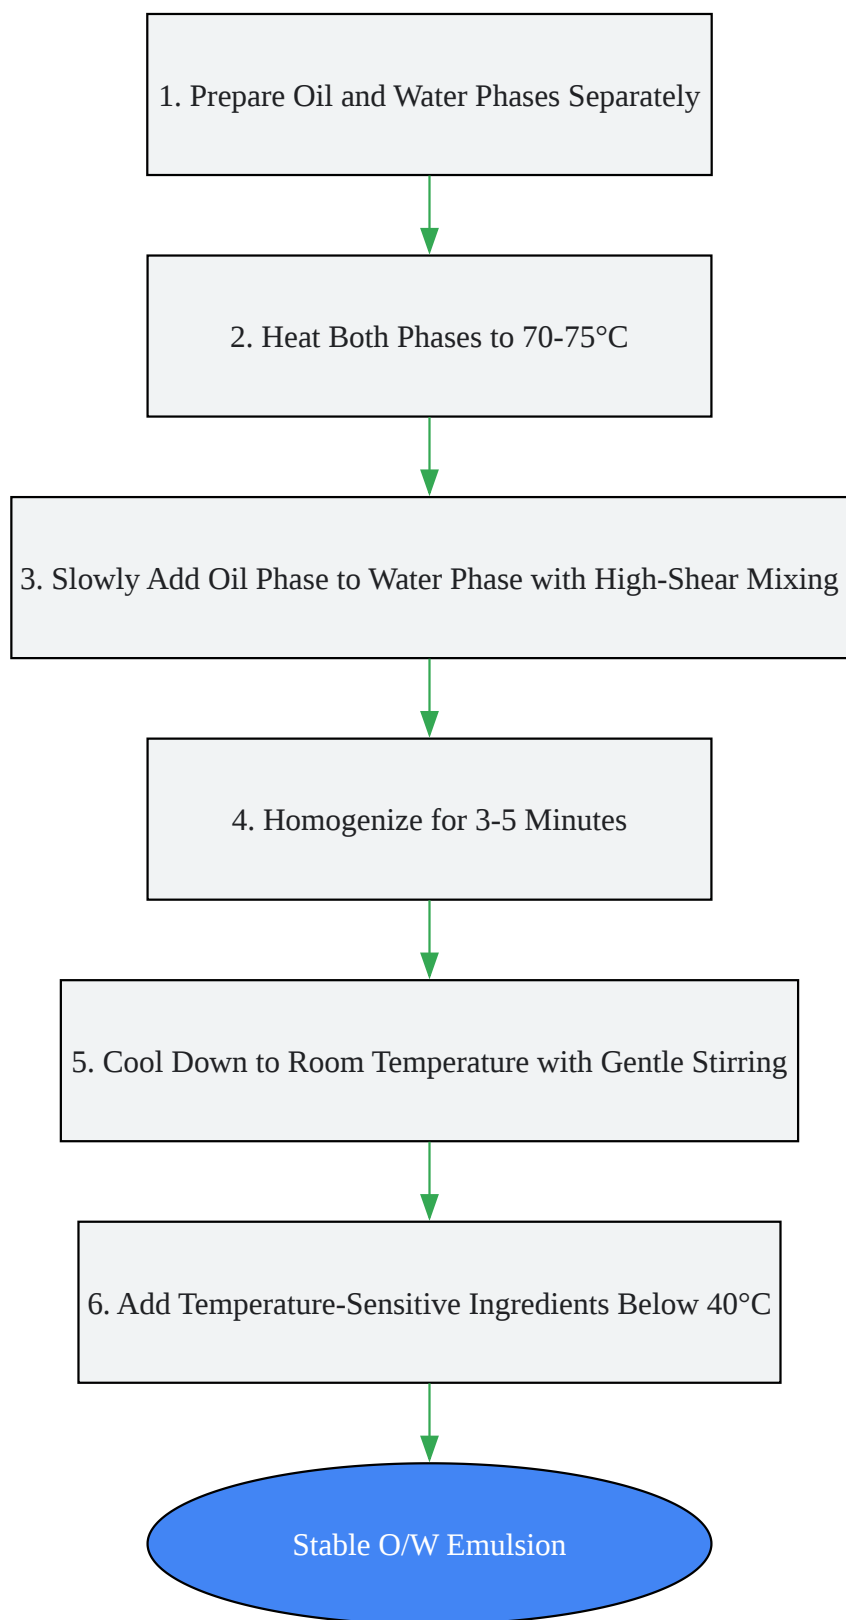 1. Prepare Oil and Water Phases Separately
2. Heat Both Phases to 70-75°C
3. Slowly Add Oil Phase to Water Phase with High-Shear Mixing
4. Homogenize for 3-5 Minutes
5. Cool Down to Room Temperature with Gentle Stirring
6. Add Temperature-Sensitive Ingredients Below 40°C
Stable O/W Emulsion